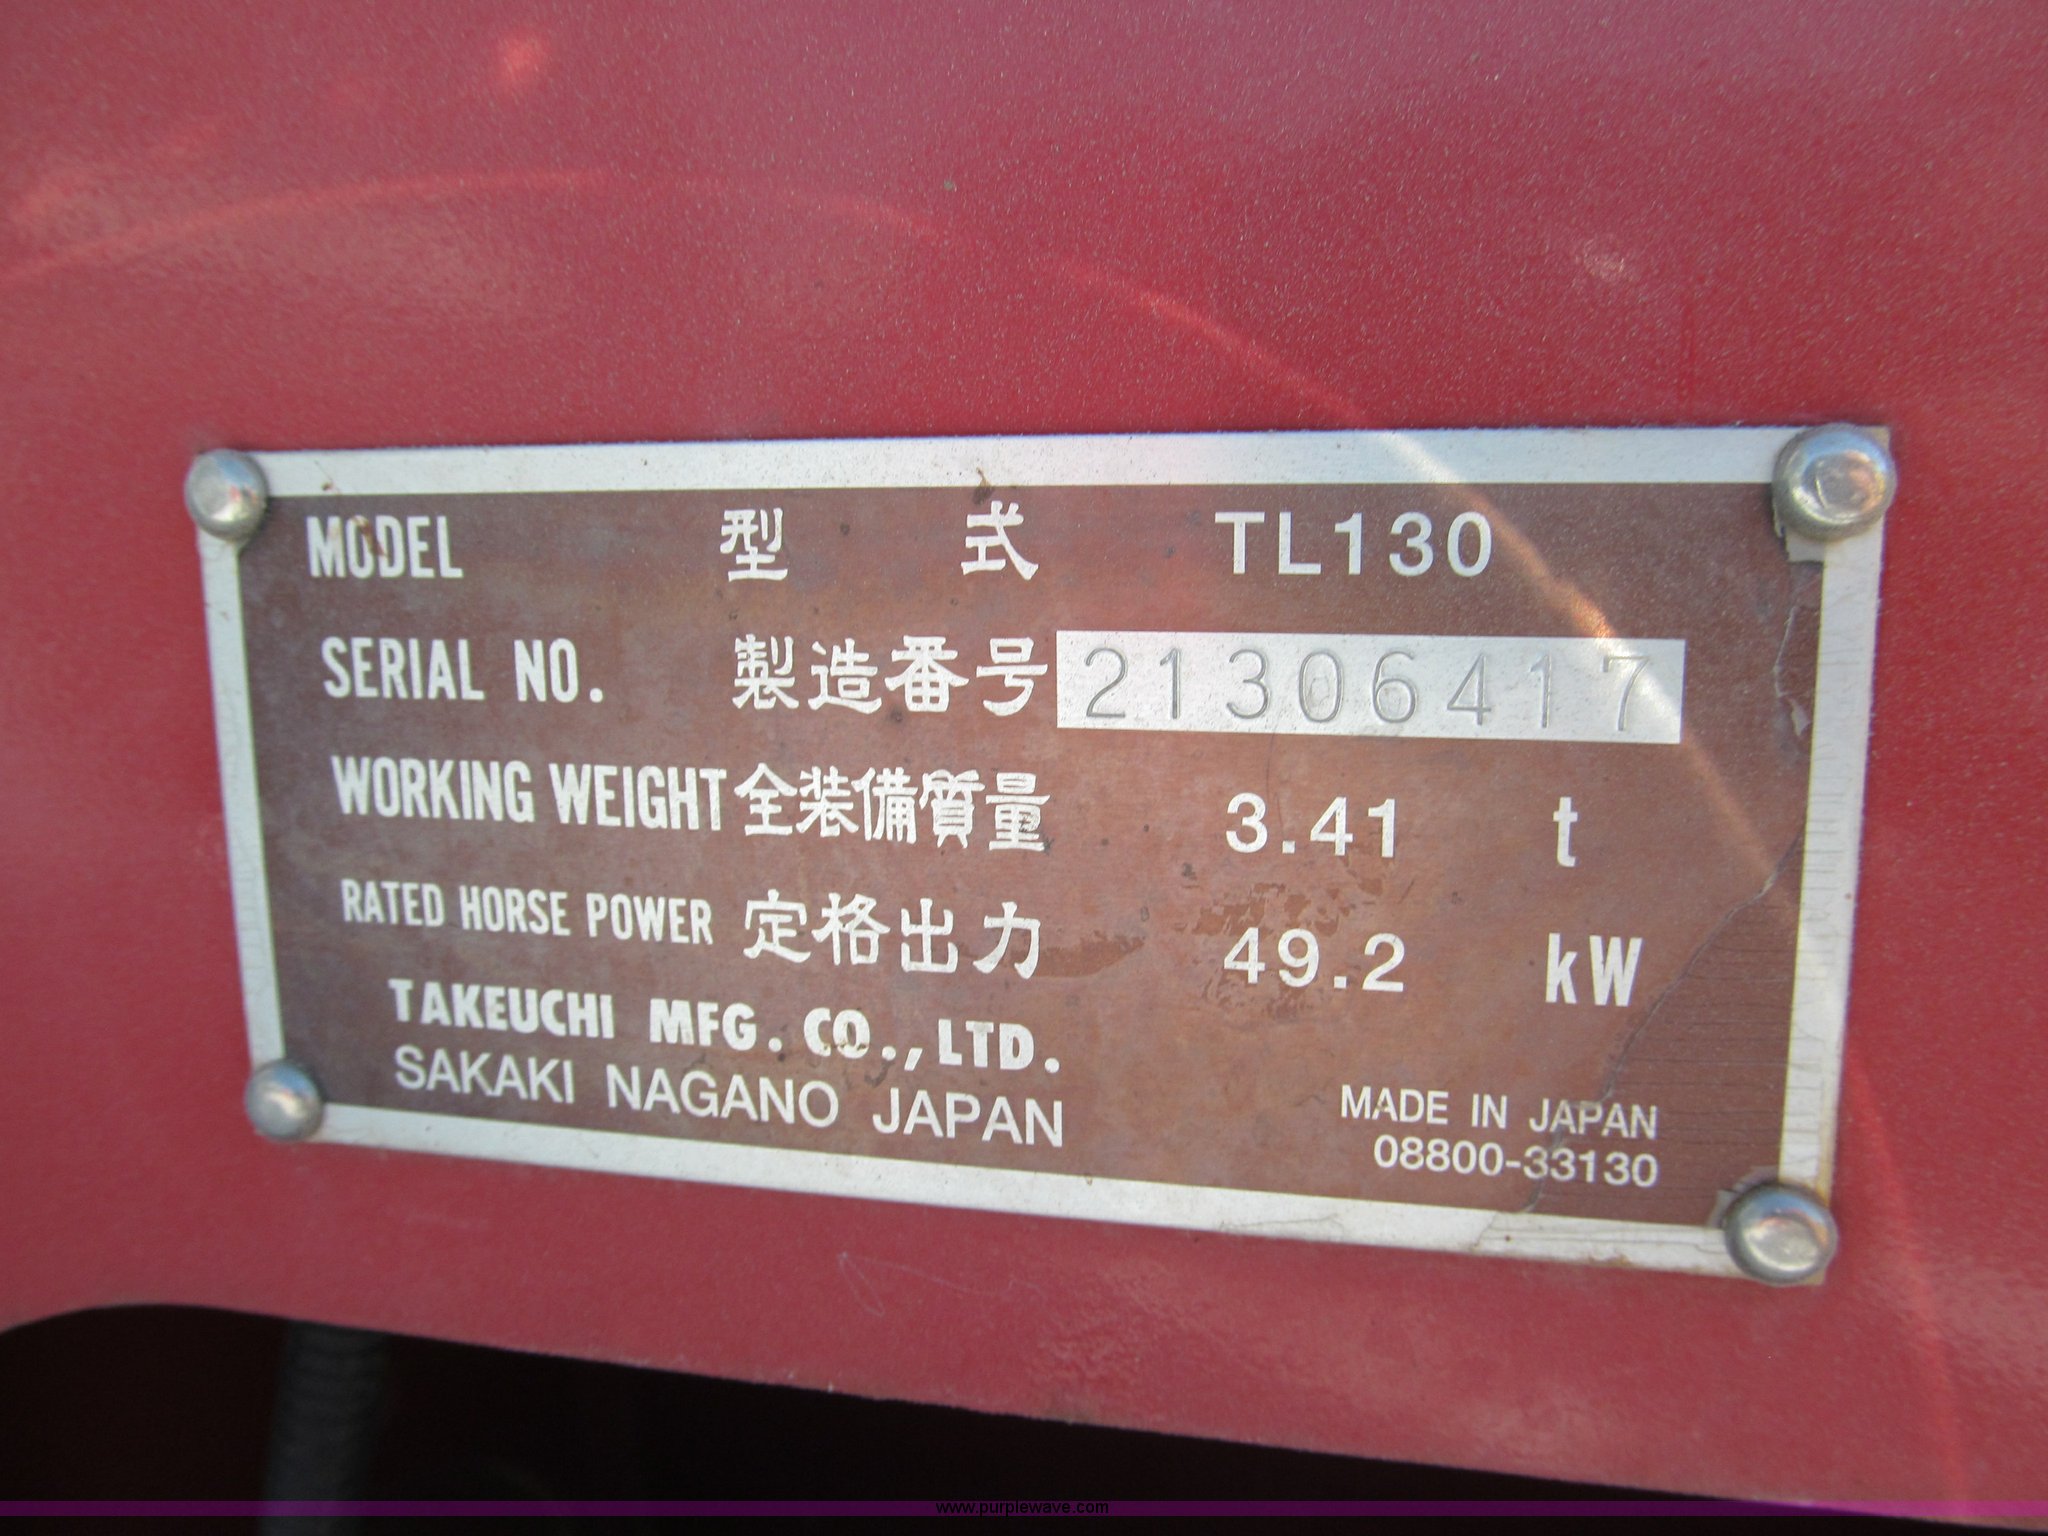 MODEL 型 式 TL130
SERIAL NO. 製造番号 21306417
WORKING WEIGHT 全装備質量 3.41 t
RATED HORSE POWER 定格出力 49.2 kW
TAKEUCHI MFG. CO., LTD.
SAKAKI NAGANO JAPAN
MADE IN JAPAN
08800-33130
www.purplewave.com